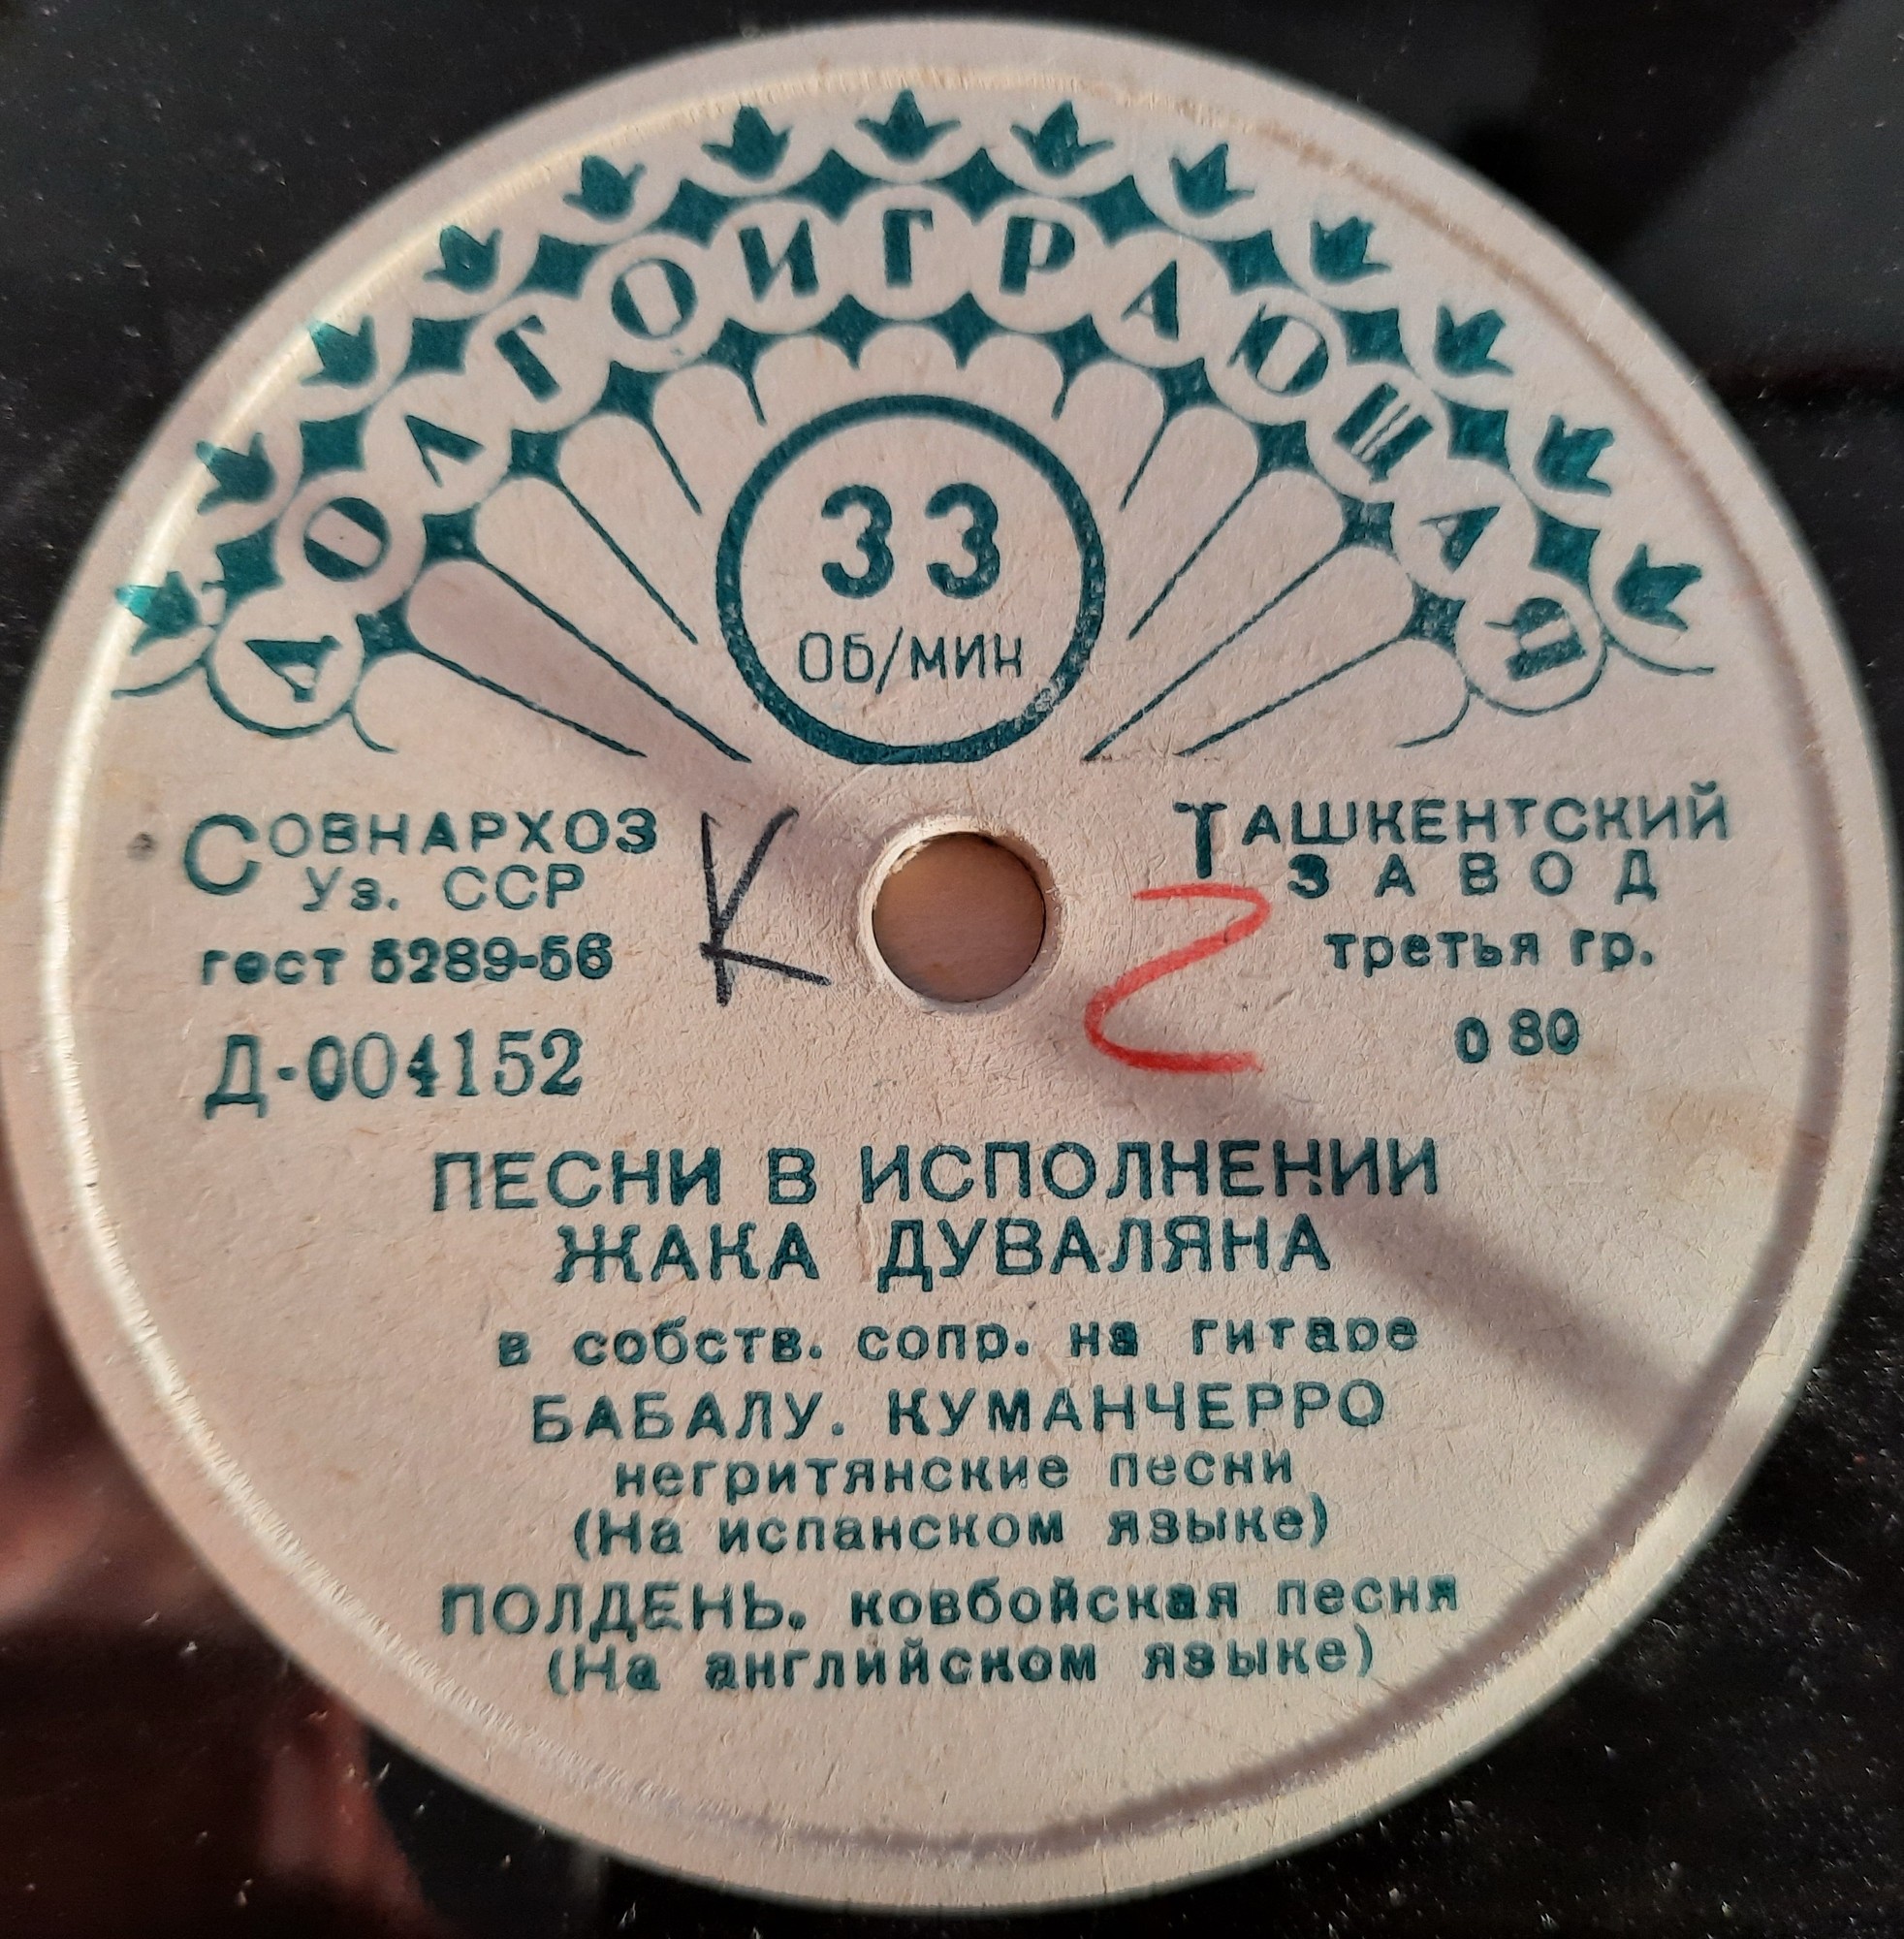 ДОЛГОИГРАЮЩАЯ
33
ОБ/МИН
СОВНАРХОЗ
Уз. ССР
гост 5289-56
Д-004152
К
ТАШКЕНТСКИЙ
ЗАВОД
третья гр.
0 80
2
ПЕСНИ В ИСПОЛНЕНИИ
ЖАКА ДУВАЛЯНА
в собств. сопр. на гитаре
БАБАЛУ. КУМАНЧЕРРО
негритянские песни
(На испанском языке)
ПОЛДЕНЬ. ковбойская песня
(На английском языке)